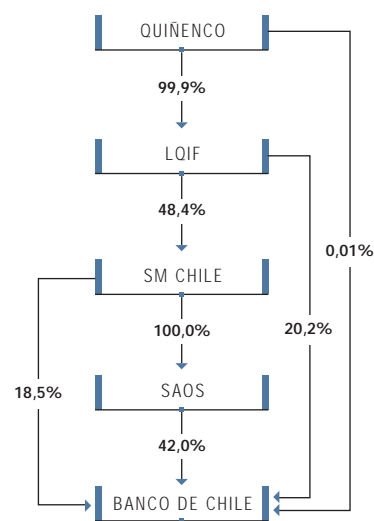 QUIÑENCO
99,9%
LQIF
48,4%
0,01%
SM CHILE
100,0%
20,2%
18,5%
SAOS
42,0%
BANCO DE CHILE